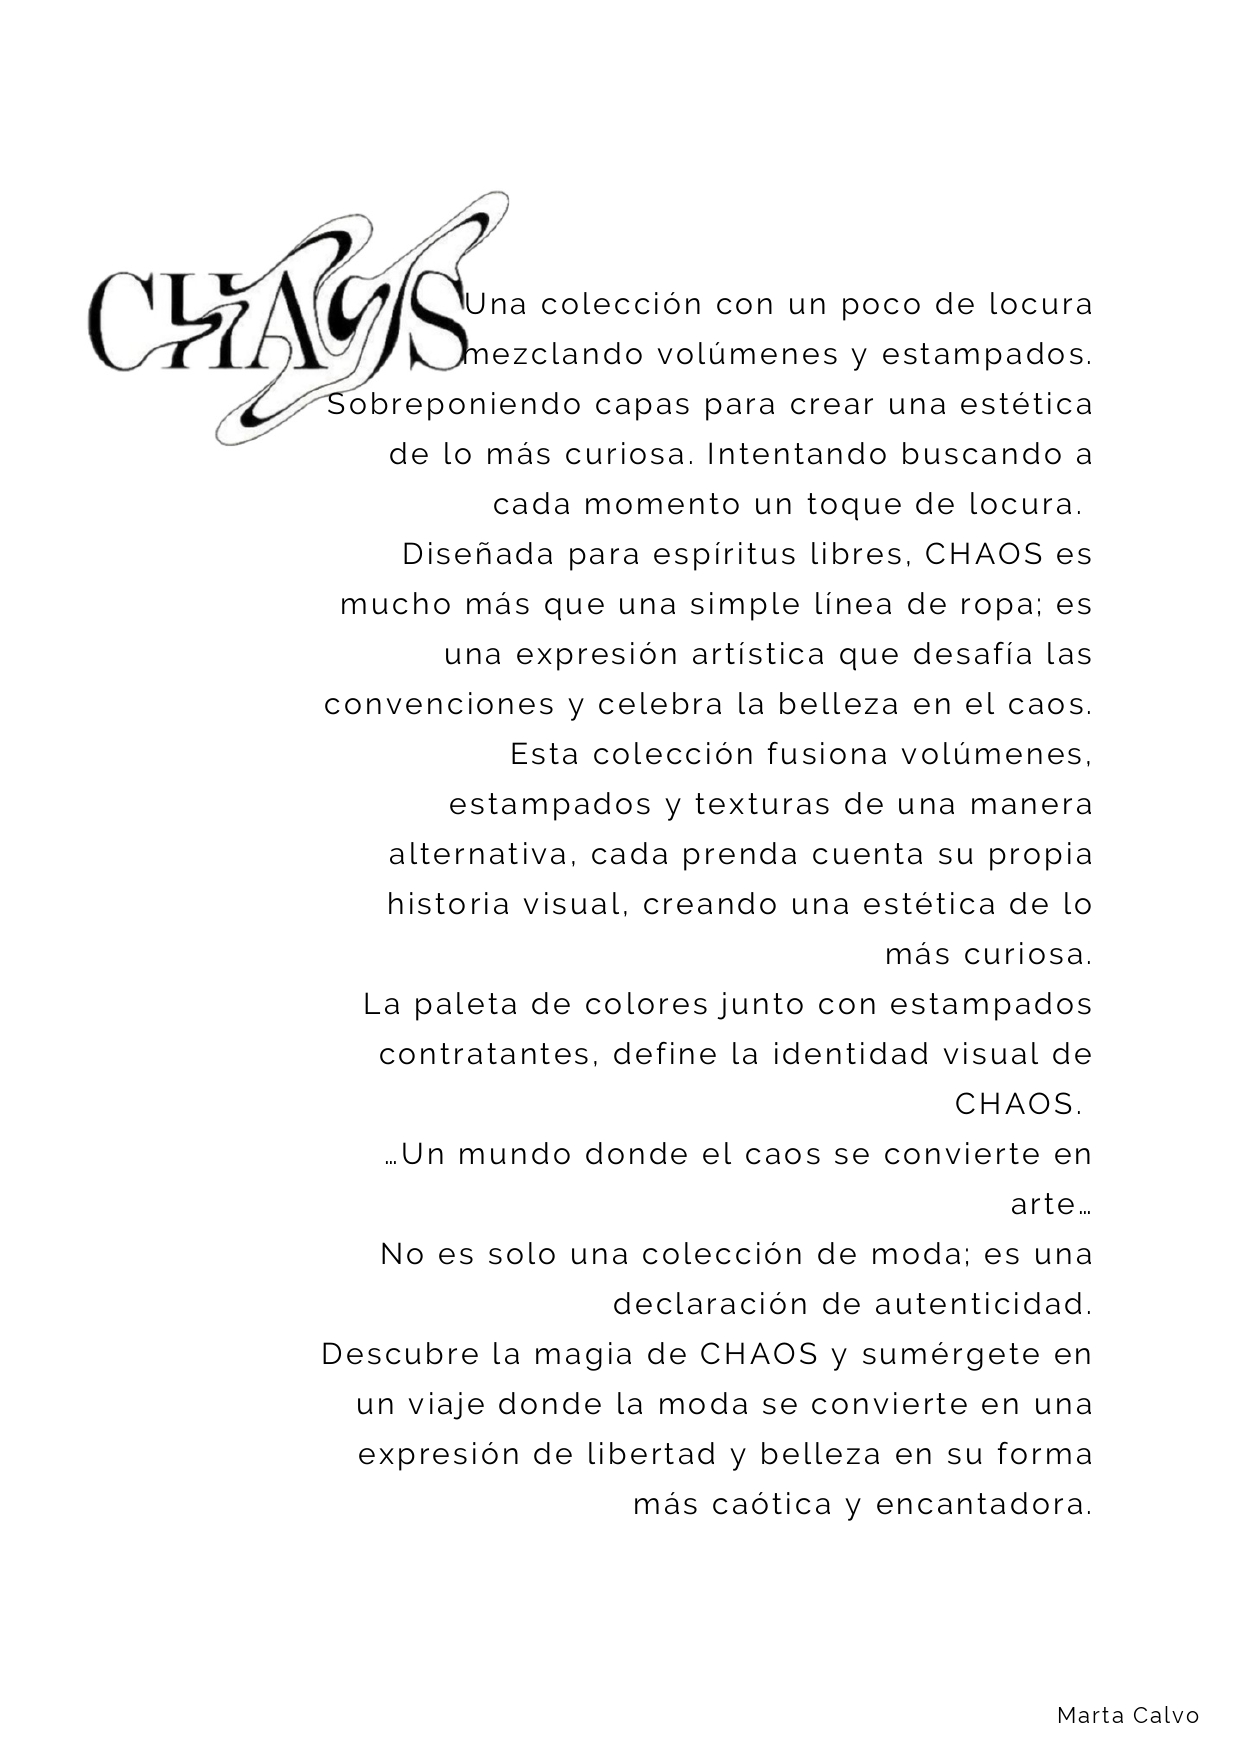 CHAOS
Una colección con un poco de locura
mezclando volúmenes y estampados.
Sobreponiendo capas para crear una estética
de lo más curiosa. Intentando buscando a
cada momento un toque de locura.
Diseñada para espíritus libres, CHAOS es
mucho más que una simple línea de ropa; es
una expresión artística que desafía las
convenciones y celebra la belleza en el caos.
Esta colección fusiona volúmenes,
estampados y texturas de una manera
alternativa, cada prenda cuenta su propia
historia visual, creando una estética de lo
más curiosa.
La paleta de colores junto con estampados
contratantes, define la identidad visual de
CHAOS.
…Un mundo donde el caos se convierte en
arte…
No es solo una colección de moda; es una
declaración de autenticidad.
Descubre la magia de CHAOS y sumérgete en
un viaje donde la moda se convierte en una
expresión de libertad y belleza en su forma
más caótica y encantadora.
Marta Calvo